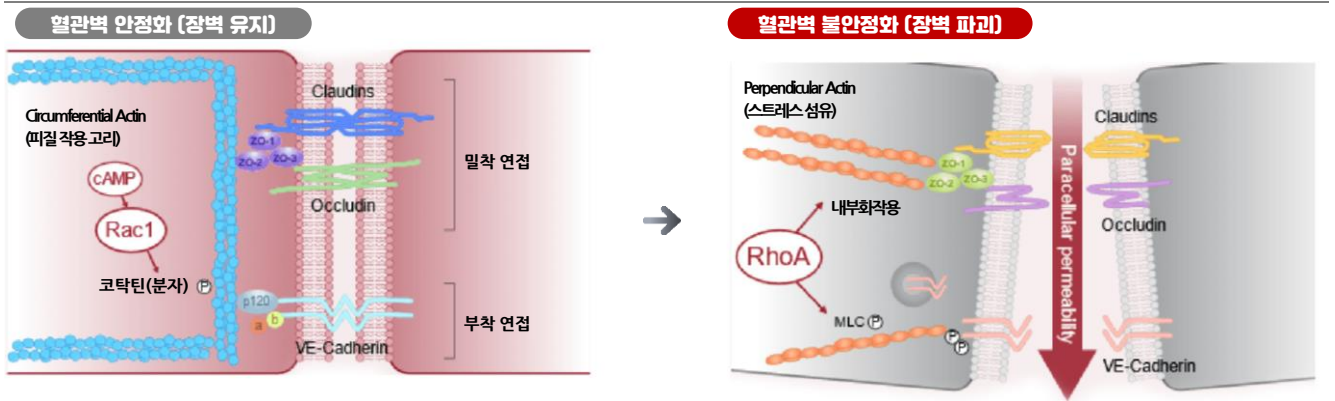 혈관벽 안정화 (장벽 유지)
Circumferential Actin
(피질 작용 고리)
cAMP
Rac1
코탁틴(분자) P
Claudins
ZO-1
ZO-2
ZO-3
Occludin
밀착 연접
p120
a
b
VE-Cadherin
부착 연접
혈관벽 불안정화 (장벽 파괴)
Perpendicular Actin
(스트레스 섬유)
Claudins
ZO-1
ZO-2
ZO-3
내부화작용
Occludin
RhoA
MLC P
P
P
VE-Cadherin
Paracellular permeability